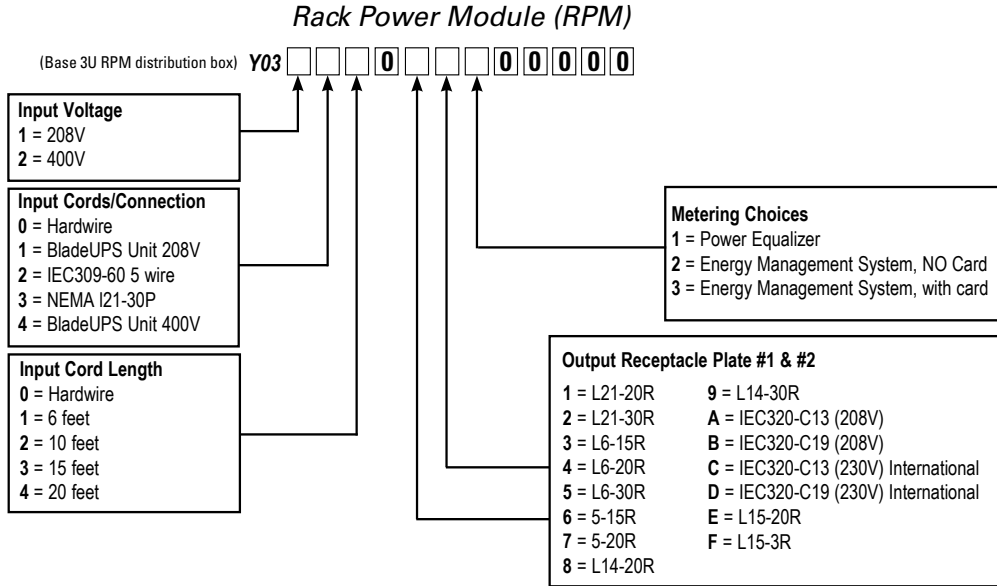 Rack Power Module (RPM)
(Base 3U RPM distribution box) Y03 0 0 0 0 0 0
Input Voltage
1 = 208V
2 = 400V
Input Cords/Connection
0 = Hardwire
1 = BladeUPS Unit 208V
2 = IEC309-60 5 wire
3 = NEMA l21-30P
4 = BladeUPS Unit 400V
Input Cord Length
0 = Hardwire
1 = 6 feet
2 = 10 feet
3 = 15 feet
4 = 20 feet
Metering Choices
1 = Power Equalizer
2 = Energy Management System, NO Card
3 = Energy Management System, with card
Output Receptacle Plate #1 & #2
1 = L21-20R
2 = L21-30R
3 = L6-15R
4 = L6-20R
5 = L6-30R
6 = 5-15R
7 = 5-20R
8 = L14-20R
9 = L14-30R
A = IEC320-C13 (208V)
B = IEC320-C19 (208V)
C = IEC320-C13 (230V) International
D = IEC320-C19 (230V) International
E = L15-20R
F = L15-3R